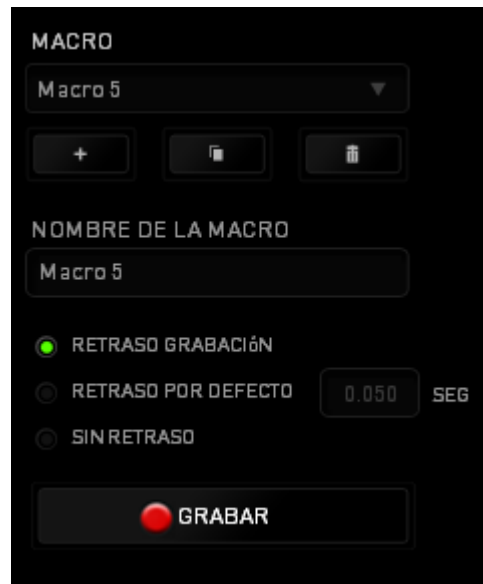 MACRO
Macro 5
NOMBRE DE LA MACRO
Macro 5
RETRASO GRABACIóN
RETRASO POR DEFECTO 0.050 SEG
SIN RETRASO
GRABAR